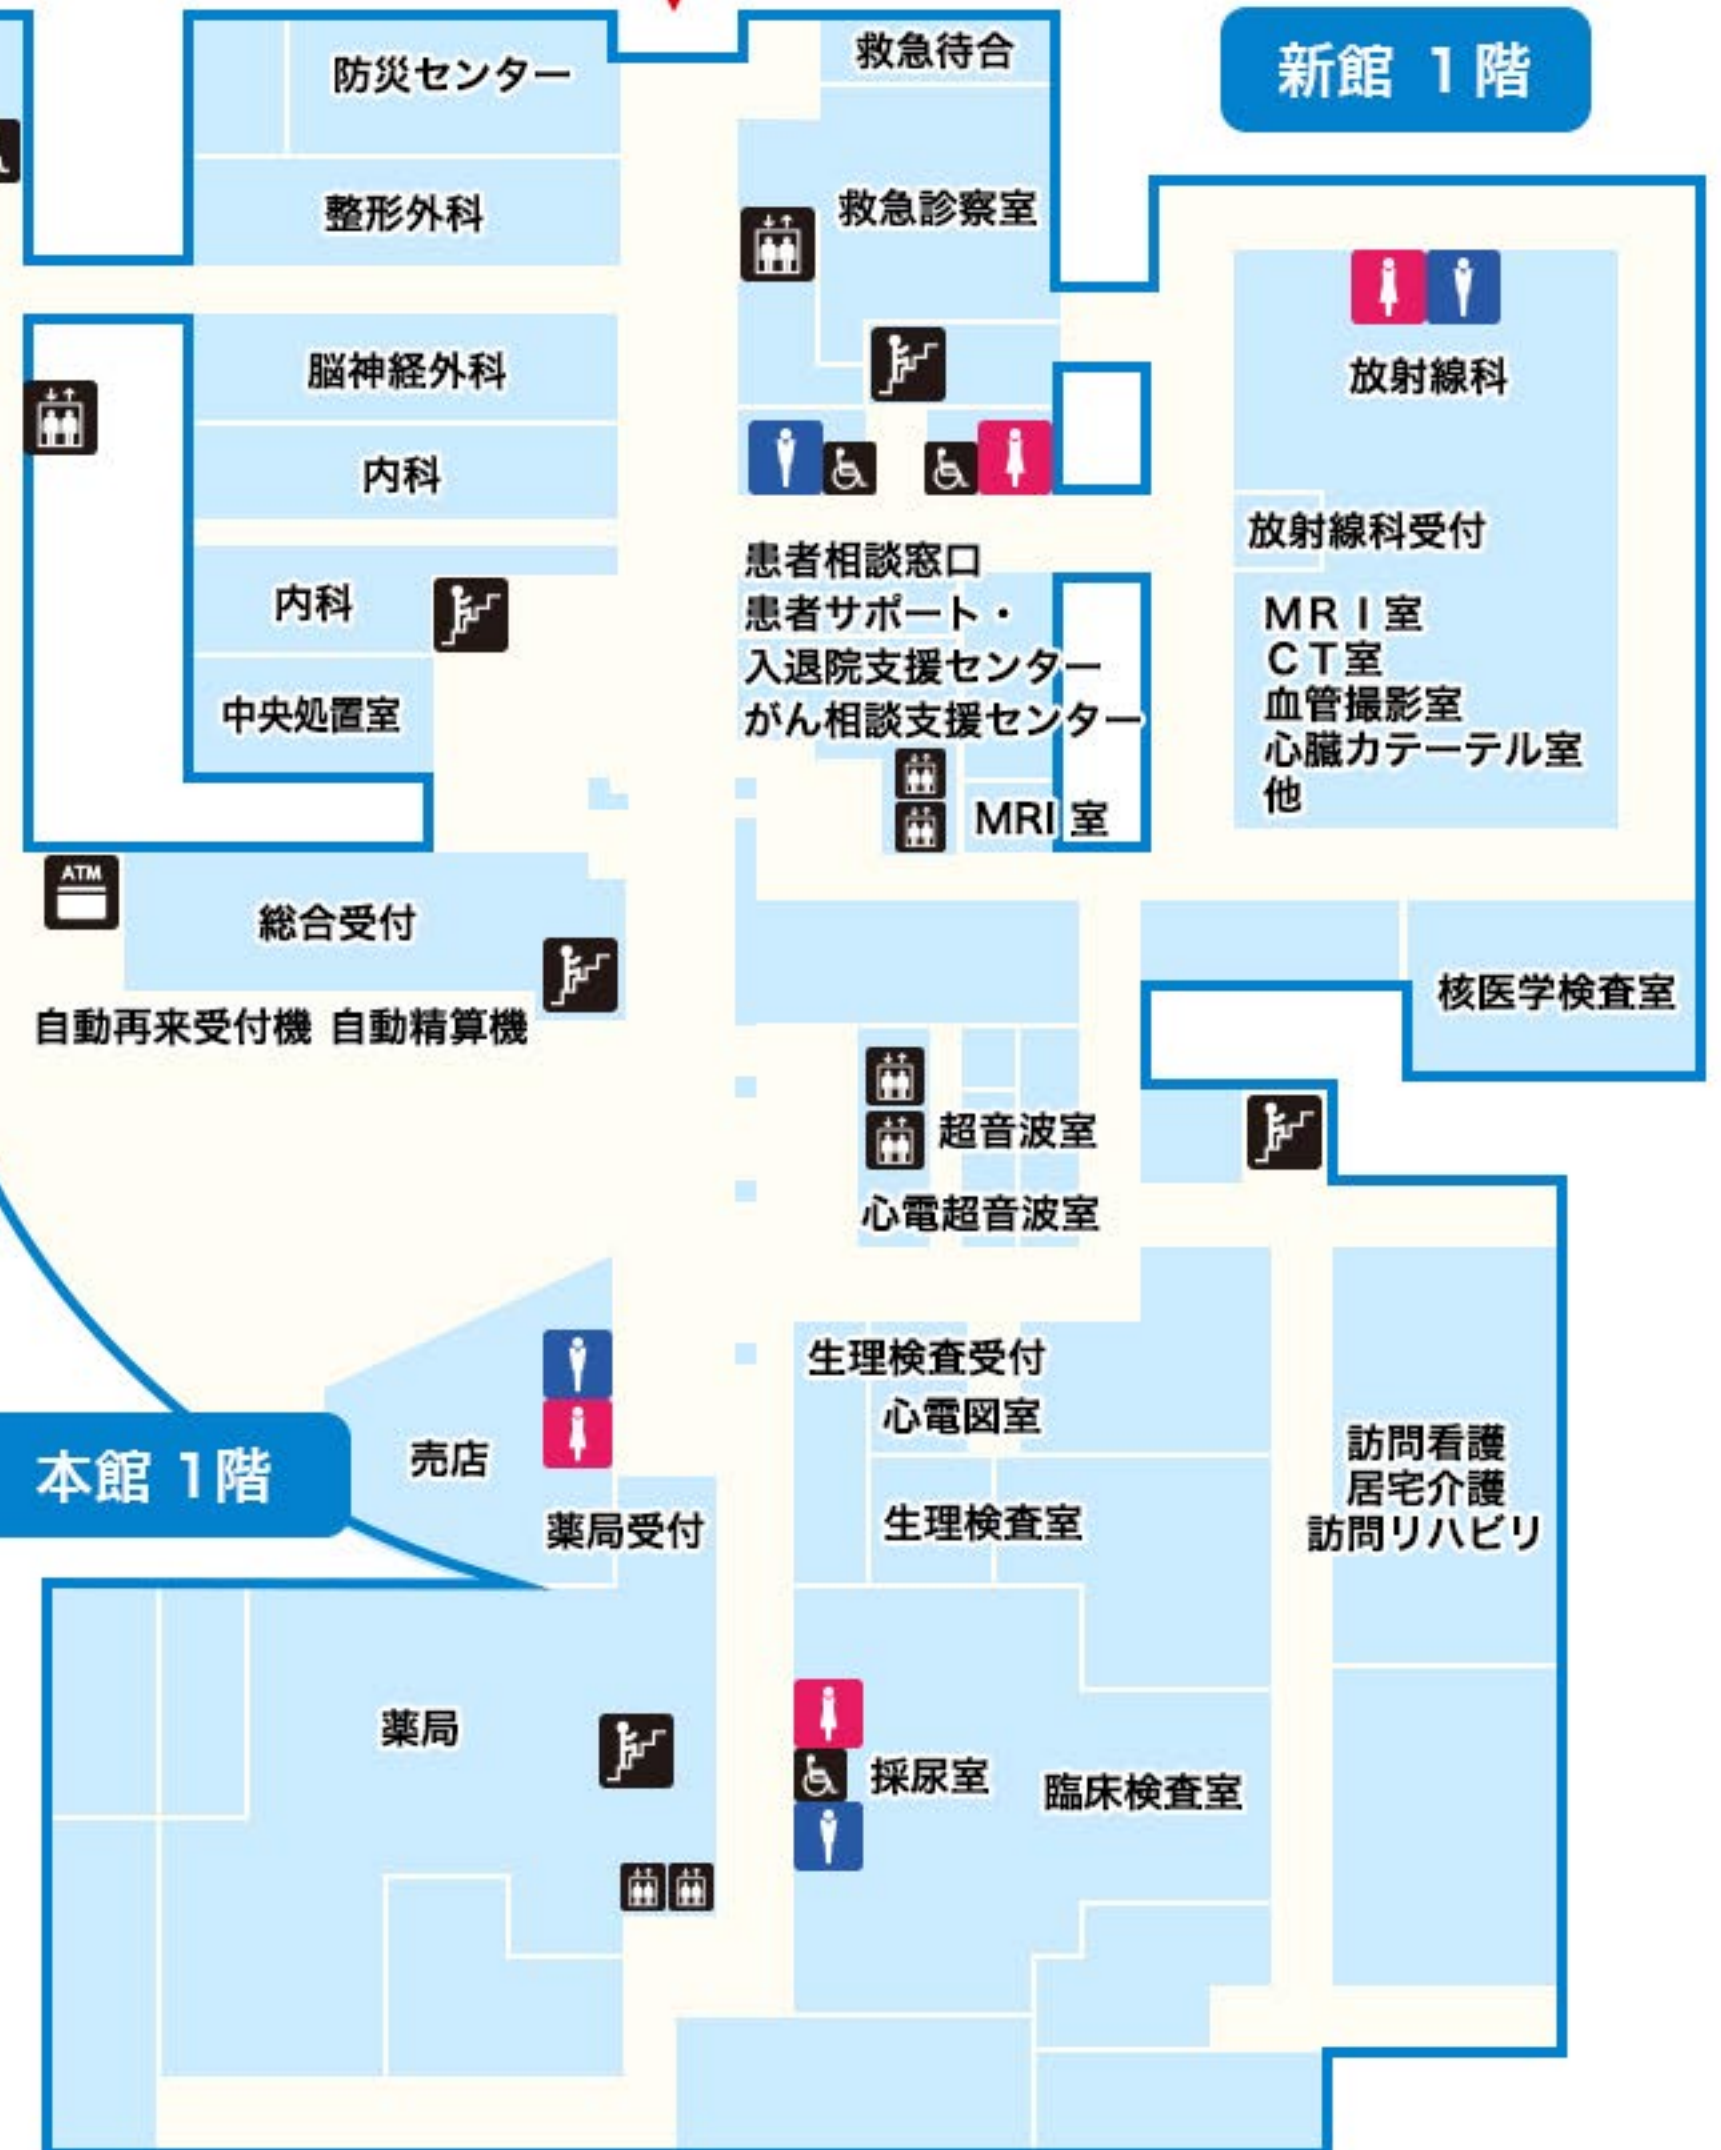 防災センター
救急待合
新館 1階
整形外科
救急診察室
脳神経外科
放射線科
内科
放射線科受付
患者相談窓口
患者サポート・
入退院支援センター
がん相談支援センター
内科
MRI室
CT室
血管撮影室
心臓カテーテル室
他
中央処置室
MRI 室
ATM
総合受付
核医学検査室
自動再来受付機 自動精算機
超音波室
心電超音波室
生理検査受付
心電図室
売店
本館 1階
訪問看護
居宅介護
訪問リハビリ
薬局受付
生理検査室
薬局
採尿室
臨床検査室